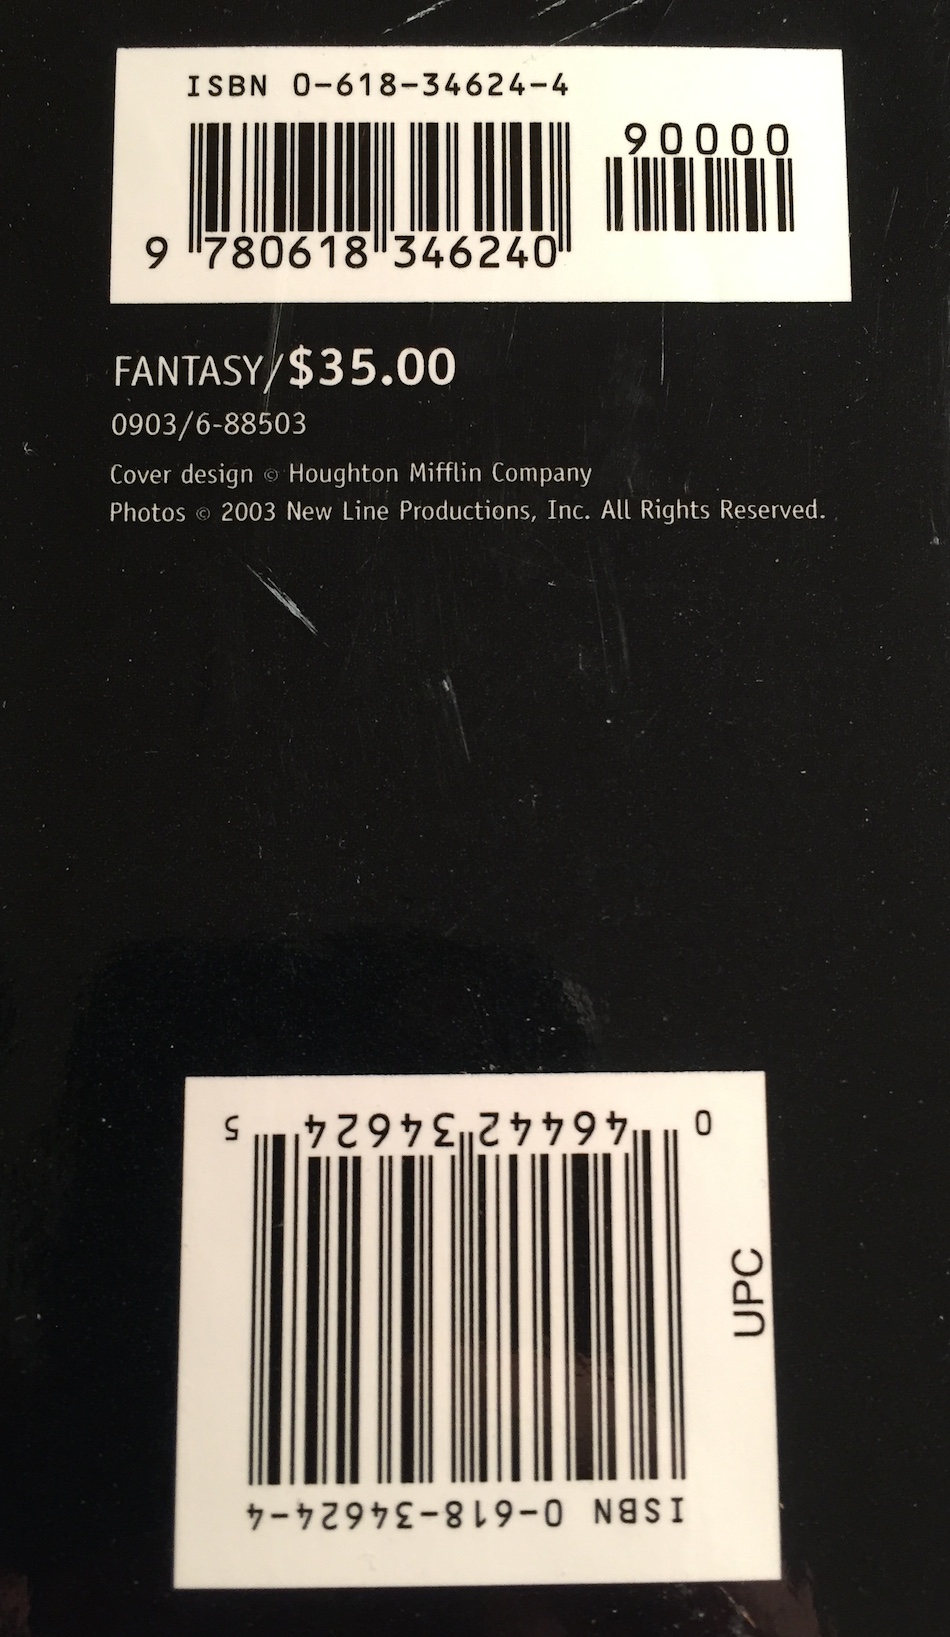 ISBN 0-618-34624-4
90000
9 780618 346240
FANTASY/$35.00
0903/6-88503
Cover design © Houghton Mifflin Company
Photos © 2003 New Line Productions, Inc. All Rights Reserved.
0 46442 34624 5
UPC
ISBN 0-618-34624-4